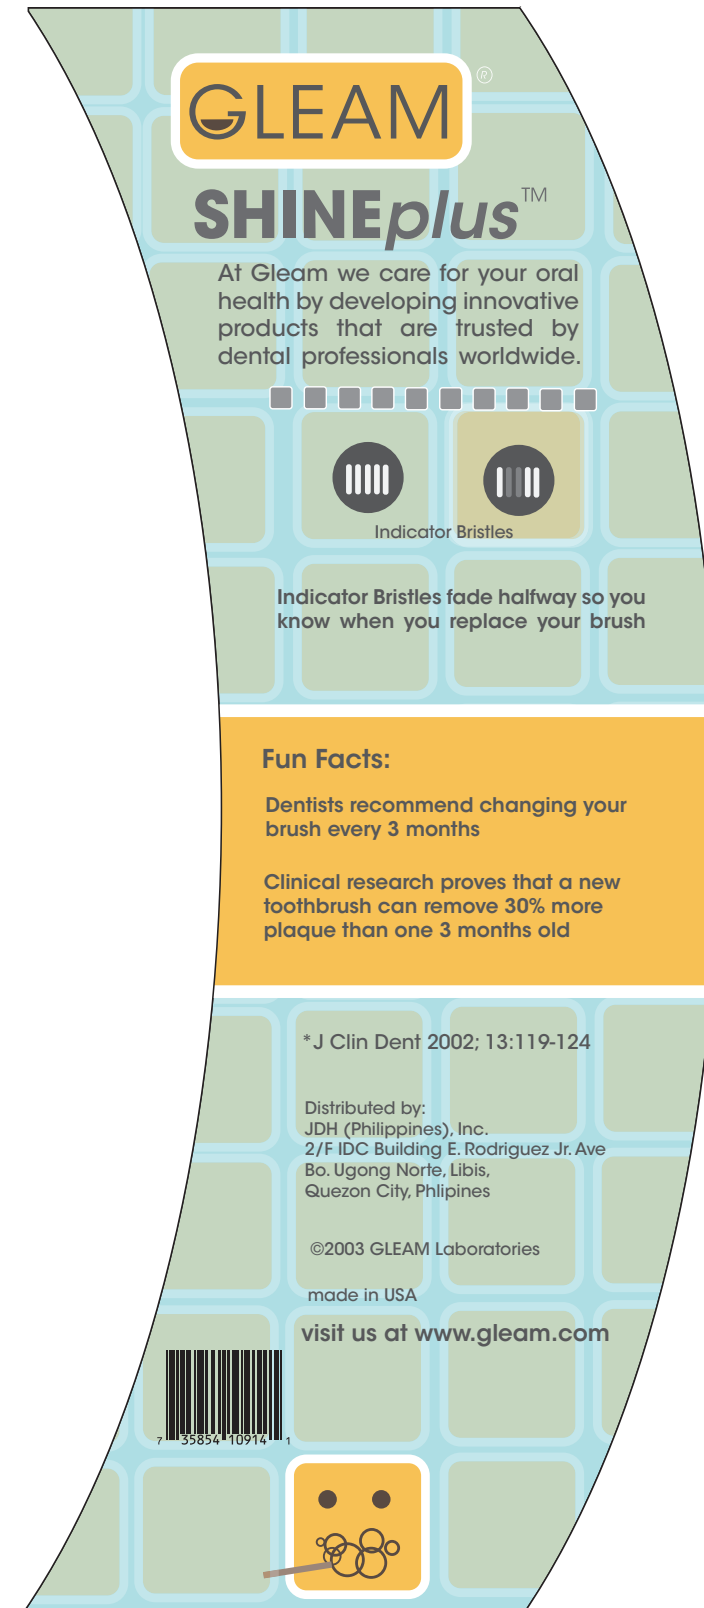 GLEAM ®
SHINEplus™
At Gleam we care for your oral
health by developing innovative
products that are trusted by
dental professionals worldwide.
Indicator Bristles
Indicator Bristles fade halfway so you
know when you replace your brush
Fun Facts:
Dentists recommend changing your
brush every 3 months
Clinical research proves that a new
toothbrush can remove 30% more
plaque than one 3 months old
*J Clin Dent 2002; 13:119-124
Distributed by:
JDH (Philippines), Inc.
2/F IDC Building E. Rodriguez Jr. Ave
Bo. Ugong Norte, Libis,
Quezon City, Phlipines
©2003 GLEAM Laboratories
made in USA
visit us at www.gleam.com
7 35854 10914 1